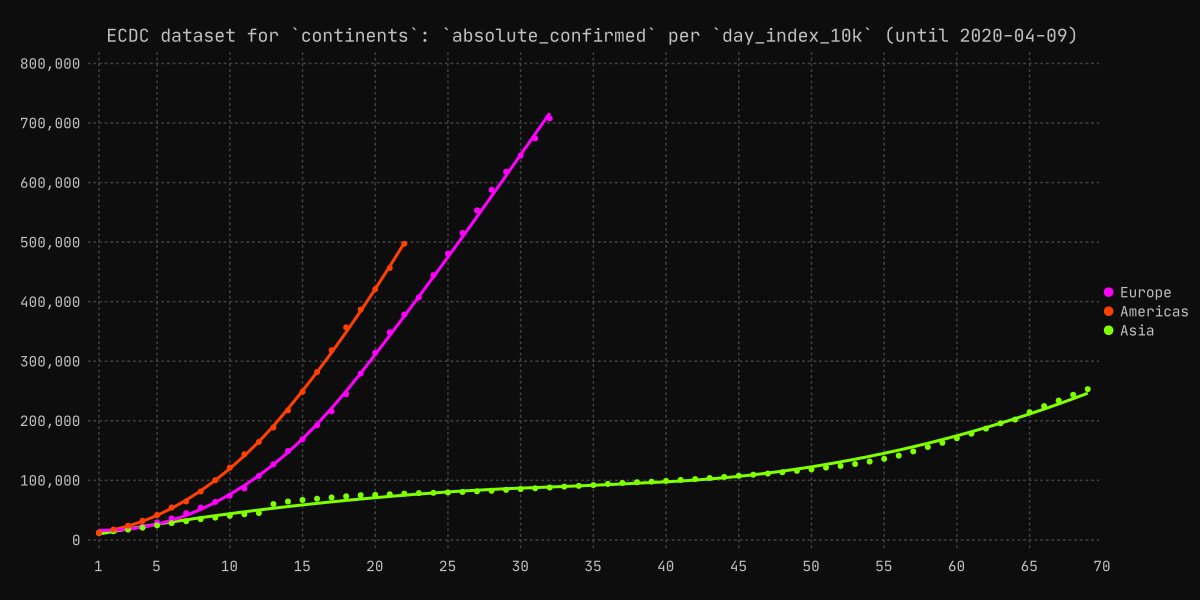 ECDC dataset for `continents`: `absolute_confirmed` per `day_index_10k` (until 2020-04-09)
800,000
700,000
600,000
500,000
400,000
300,000
200,000
100,000
0
1 5 10 15 20 25 30 35 40 45 50 55 60 65 70
Europe
Americas
Asia